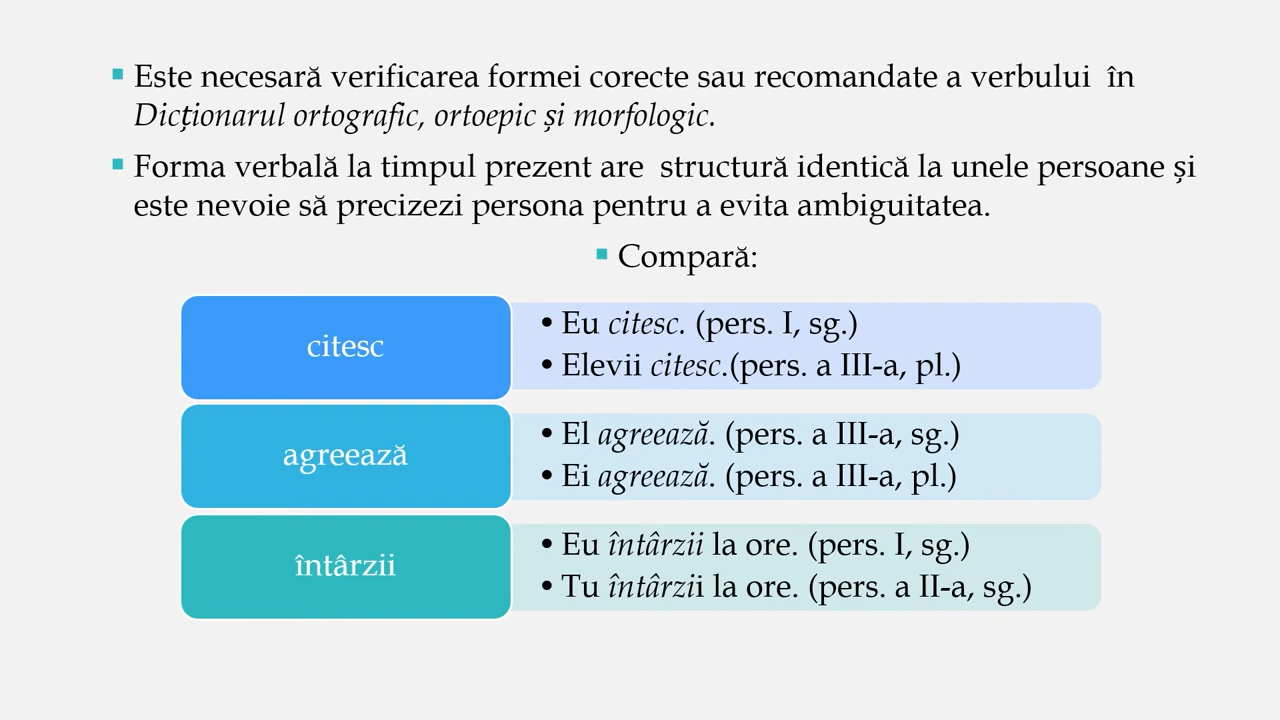 ▪ Este necesară verificarea formei corecte sau recomandate a verbului  în
Dicționarul ortografic, ortoepic și morfologic.
▪ Forma verbală la timpul prezent are  structură identică la unele persoane și
este nevoie să precizezi persona pentru a evita ambiguitatea.
▪ Compară:
citesc
• Eu citesc. (pers. I, sg.)
• Elevii citesc.(pers. a III-a, pl.)
agreează
• El agreează. (pers. a III-a, sg.)
• Ei agreează. (pers. a III-a, pl.)
întârzii
• Eu întârzii la ore. (pers. I, sg.)
• Tu întârzii la ore. (pers. a II-a, sg.)